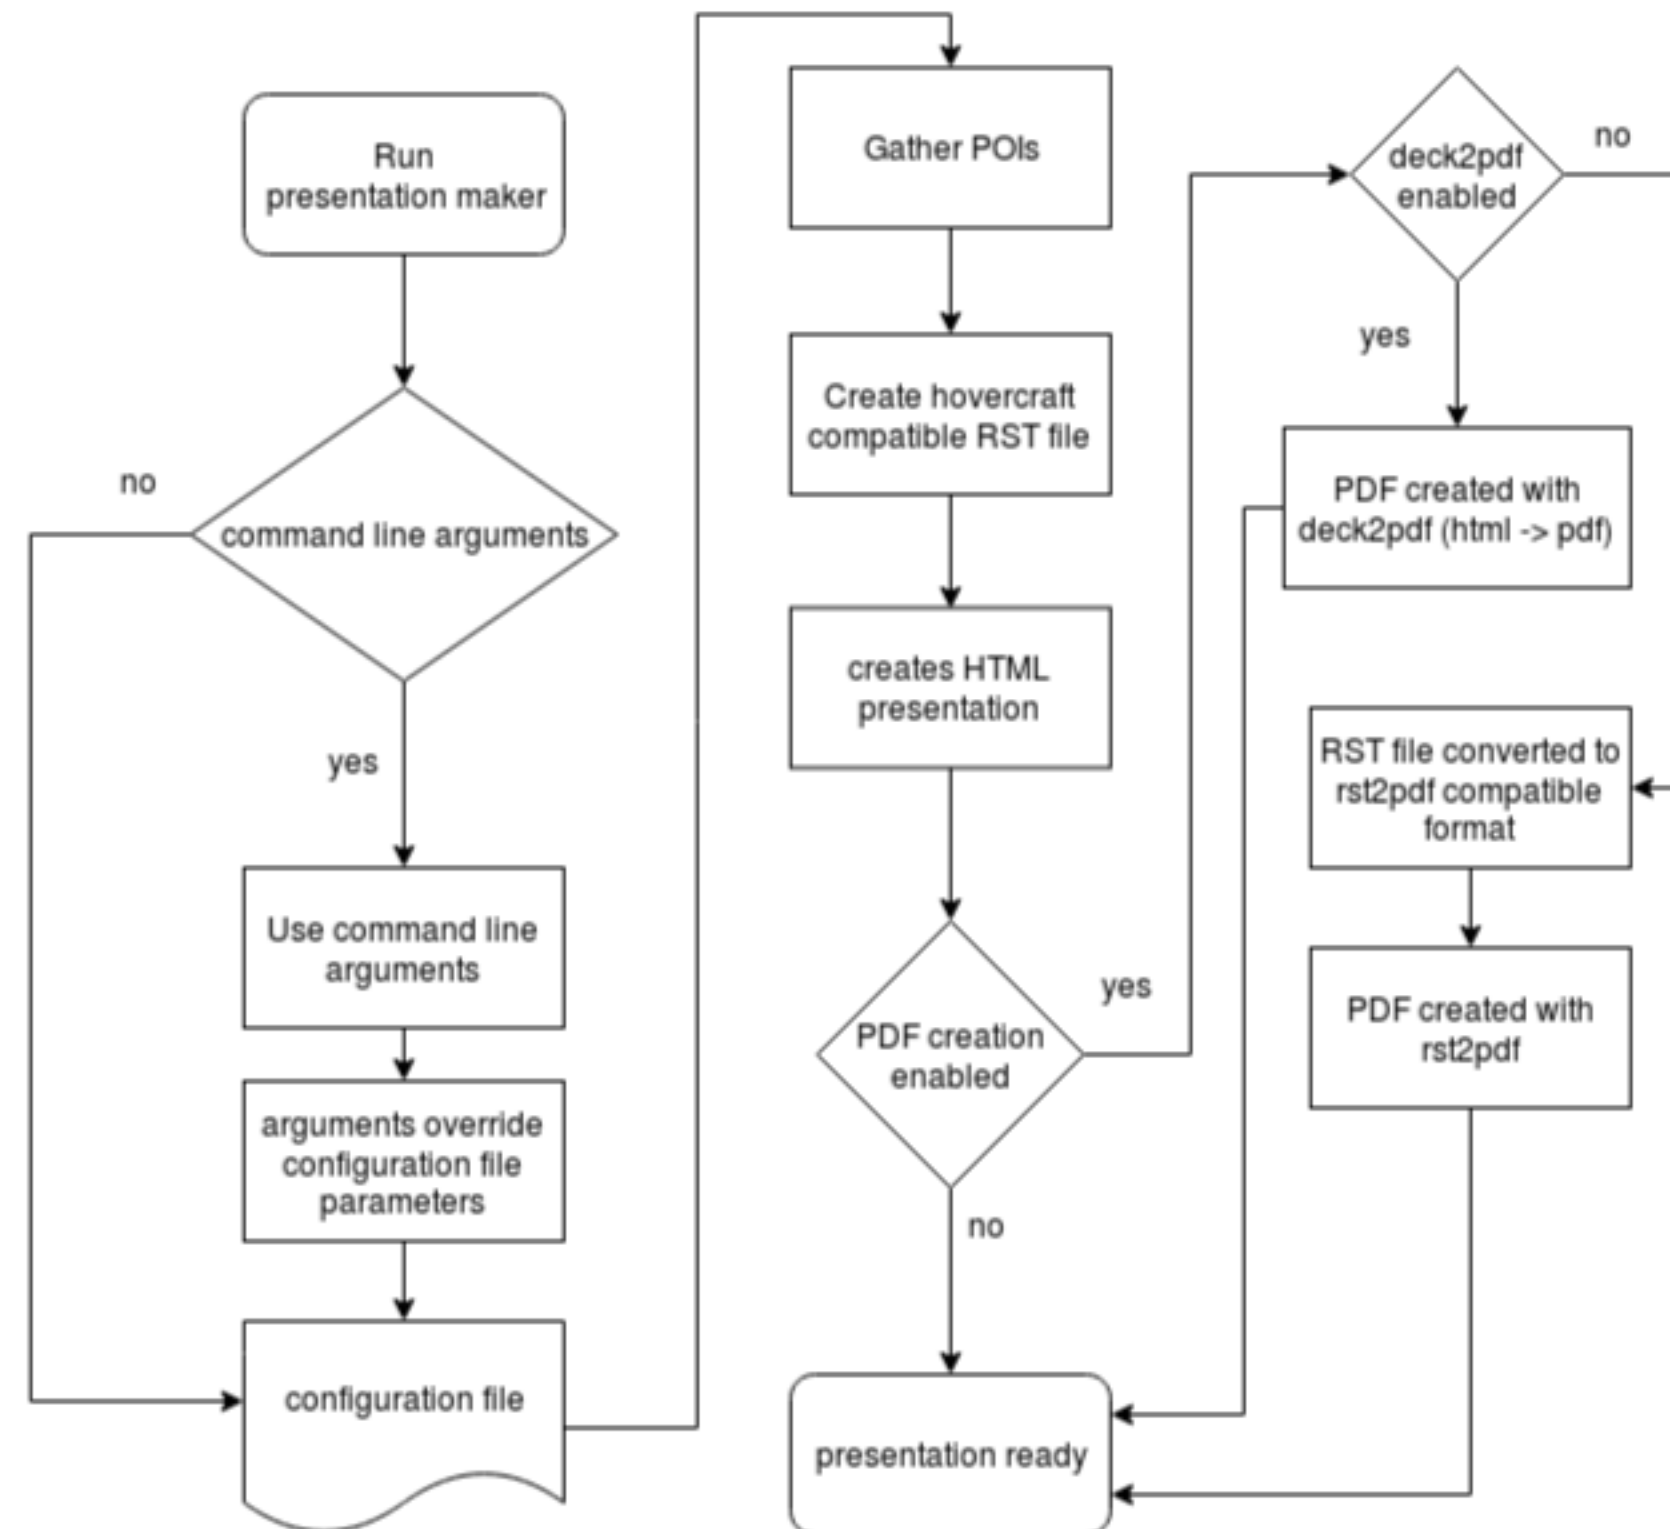 Run
presentation maker
no
command line arguments
yes
Use command line
arguments
arguments override
configuration file
parameters
configuration file
Gather POIs
Create hovercraft
compatible RST file
creates HTML
presentation
PDF creation
enabled
yes
no
presentation ready
deck2pdf
enabled
no
yes
PDF created with
deck2pdf (html -> pdf)
RST file converted to
rst2pdf compatible
format
PDF created with
rst2pdf